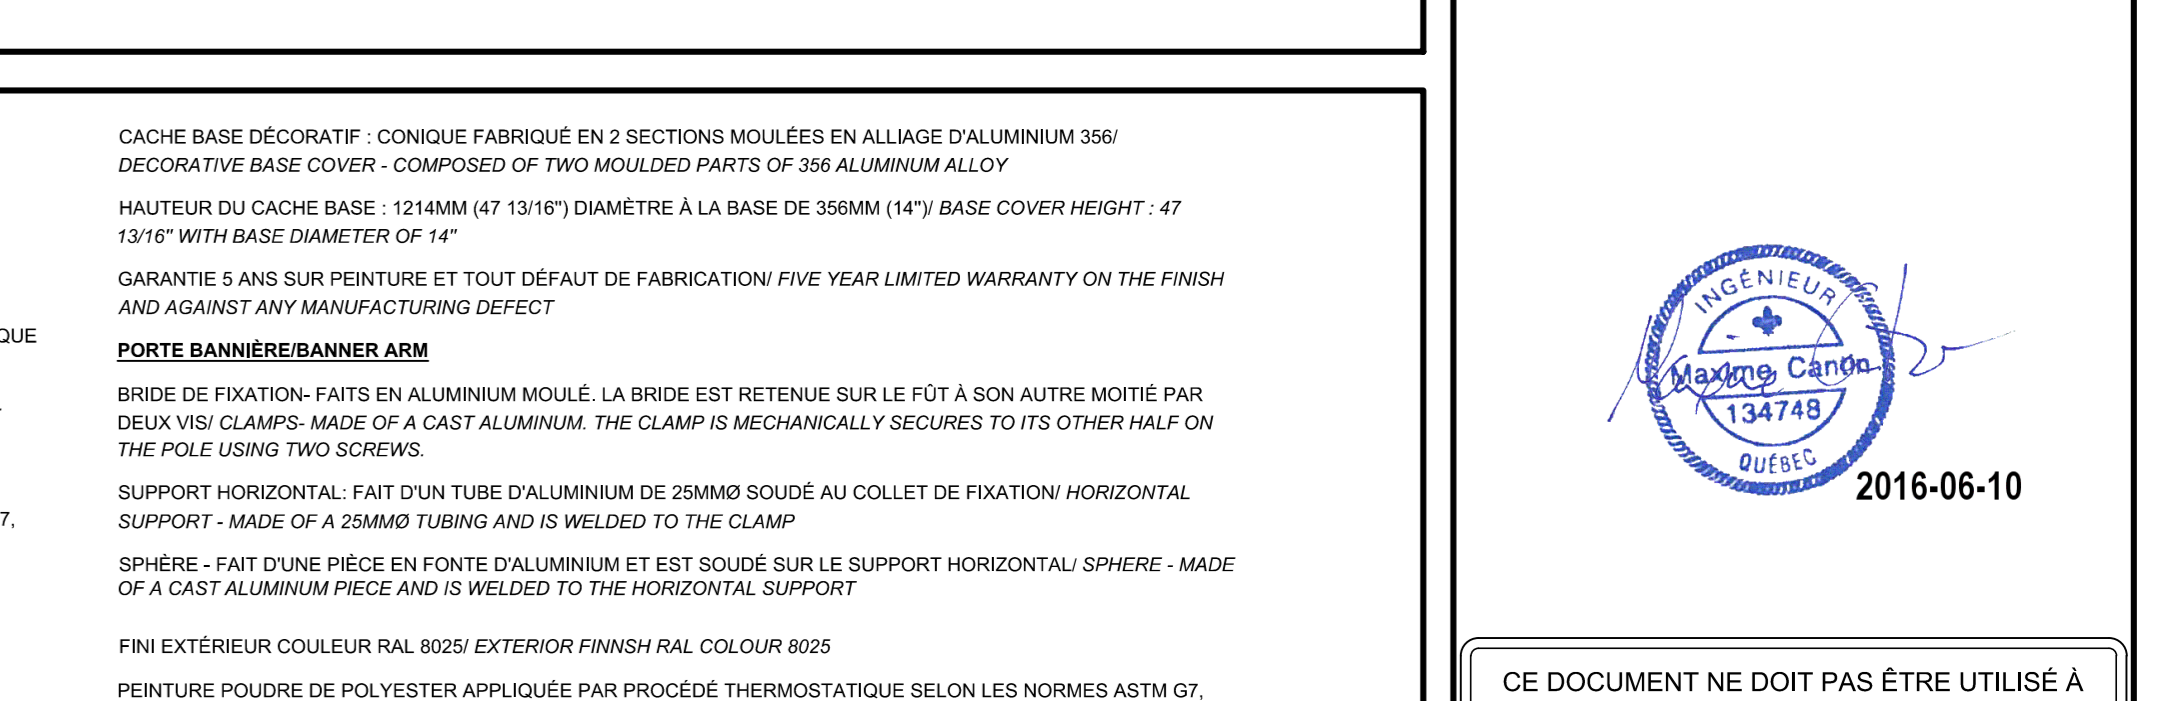 CACHE BASE DÉCORATIF : CONIQUE FABRIQUÉ EN 2 SECTIONS MOULÉES EN ALLIAGE D'ALUMINIUM 356/
DECORATIVE BASE COVER - COMPOSED OF TWO MOULDED PARTS OF 356 ALUMINUM ALLOY
HAUTEUR DU CACHE BASE : 1214MM (47 13/16") DIAMÈTRE À LA BASE DE 356MM (14")/ BASE COVER HEIGHT : 47
13/16" WITH BASE DIAMETER OF 14"
GARANTIE 5 ANS SUR PEINTURE ET TOUT DÉFAUT DE FABRICATION/ FIVE YEAR LIMITED WARRANTY ON THE FINISH
AND AGAINST ANY MANUFACTURING DEFECT
QUE
PORTE BANNIÈRE/BANNER ARM
BRIDE DE FIXATION- FAITS EN ALUMINIUM MOULÉ. LA BRIDE EST RETENUE SUR LE FÛT À SON AUTRE MOITIÉ PAR
DEUX VIS/ CLAMPS- MADE OF A CAST ALUMINUM. THE CLAMP IS MECHANICALLY SECURES TO ITS OTHER HALF ON
THE POLE USING TWO SCREWS.
SUPPORT HORIZONTAL: FAIT D'UN TUBE D'ALUMINIUM DE 25MMØ SOUDÉ AU COLLET DE FIXATION/ HORIZONTAL
SUPPORT - MADE OF A 25MMØ TUBING AND IS WELDED TO THE CLAMP
7,
SPHÈRE - FAIT D'UNE PIÈCE EN FONTE D'ALUMINIUM ET EST SOUDÉ SUR LE SUPPORT HORIZONTAL/ SPHERE - MADE
OF A CAST ALUMINUM PIECE AND IS WELDED TO THE HORIZONTAL SUPPORT
FINI EXTÉRIEUR COULEUR RAL 8025/ EXTERIOR FINNSH RAL COLOUR 8025
PEINTURE POUDRE DE POLYESTER APPLIQUÉE PAR PROCÉDÉ THERMOSTATIQUE SELON LES NORMES ASTM G7,
INGÉNIEUR
Maxime Canon
134748
QUÉBEC
2016-06-10
CE DOCUMENT NE DOIT PAS ÊTRE UTILISÉ À